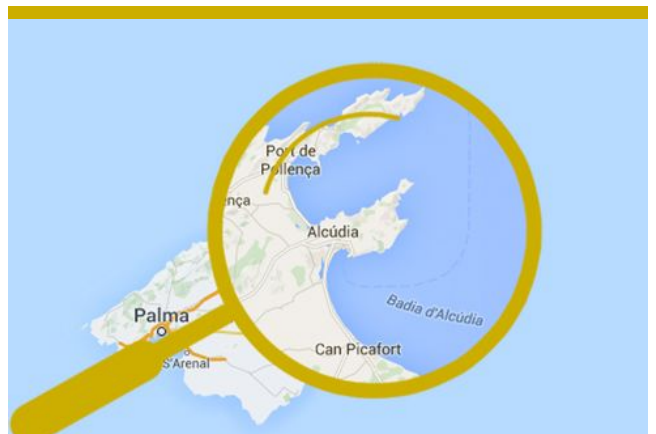 Port de
Pollença
ença
Alcúdia
Badia d'Alcúdia
Palma
Can Picafort
S'Arenal